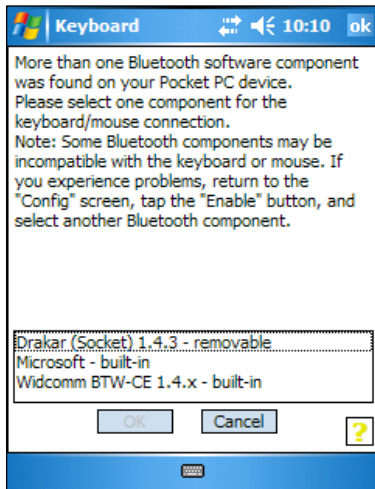 Keyboard 10:10 ok
More than one Bluetooth software component
was found on your Pocket PC device.
Please select one component for the
keyboard/mouse connection.
Note: Some Bluetooth components may be
incompatible with the keyboard or mouse. If
you experience problems, return to the
"Config" screen, tap the "Enable" button, and
select another Bluetooth component.
Drakar (Socket) 1.4.3 - removable
Microsoft - built-in
Widcomm BTW-CE 1.4.x - built-in
OK Cancel ?